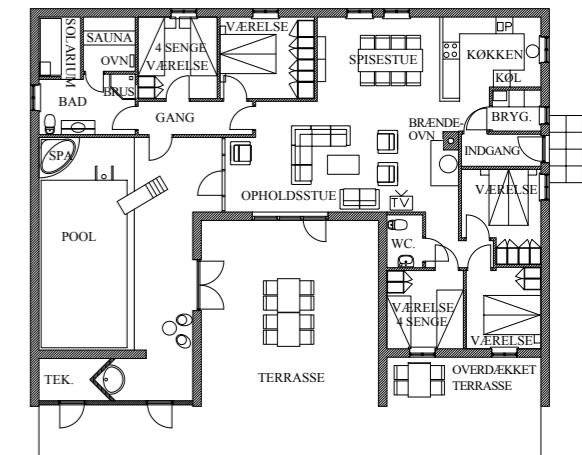 SOLARIUM
SAUNA
OVN
4 SENGE
VÆRELSE
VÆRELSE
SPISESTUE
DP
KØKKEN
KØL
BAD
BRUS
GANG
BRÆNDE-
OVN
BRYG.
INDGANG
SPA
OPHOLDSSTUE
TV
VÆRELSE
POOL
WC.
VÆRELSE
4 SENGE
VÆRELSE
TEK.
TERRASSE
OVERDÆKKET
TERRASSE